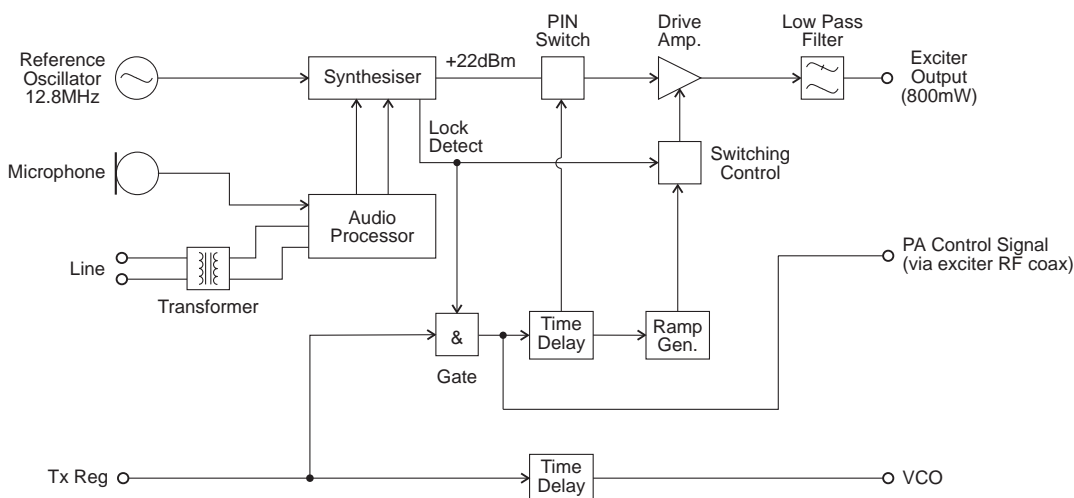 PIN
Switch
Drive
Amp.
Low Pass
Filter
Reference
Oscillator
12.8MHz
Synthesiser
+22dBm
Exciter
Output
(800mW)
Lock
Detect
Switching
Control
Microphone
Audio
Processor
Line
Transformer
PA Control Signal
(via exciter RF coax)
&
Gate
Time
Delay
Ramp
Gen.
Tx Reg
Time
Delay
VCO